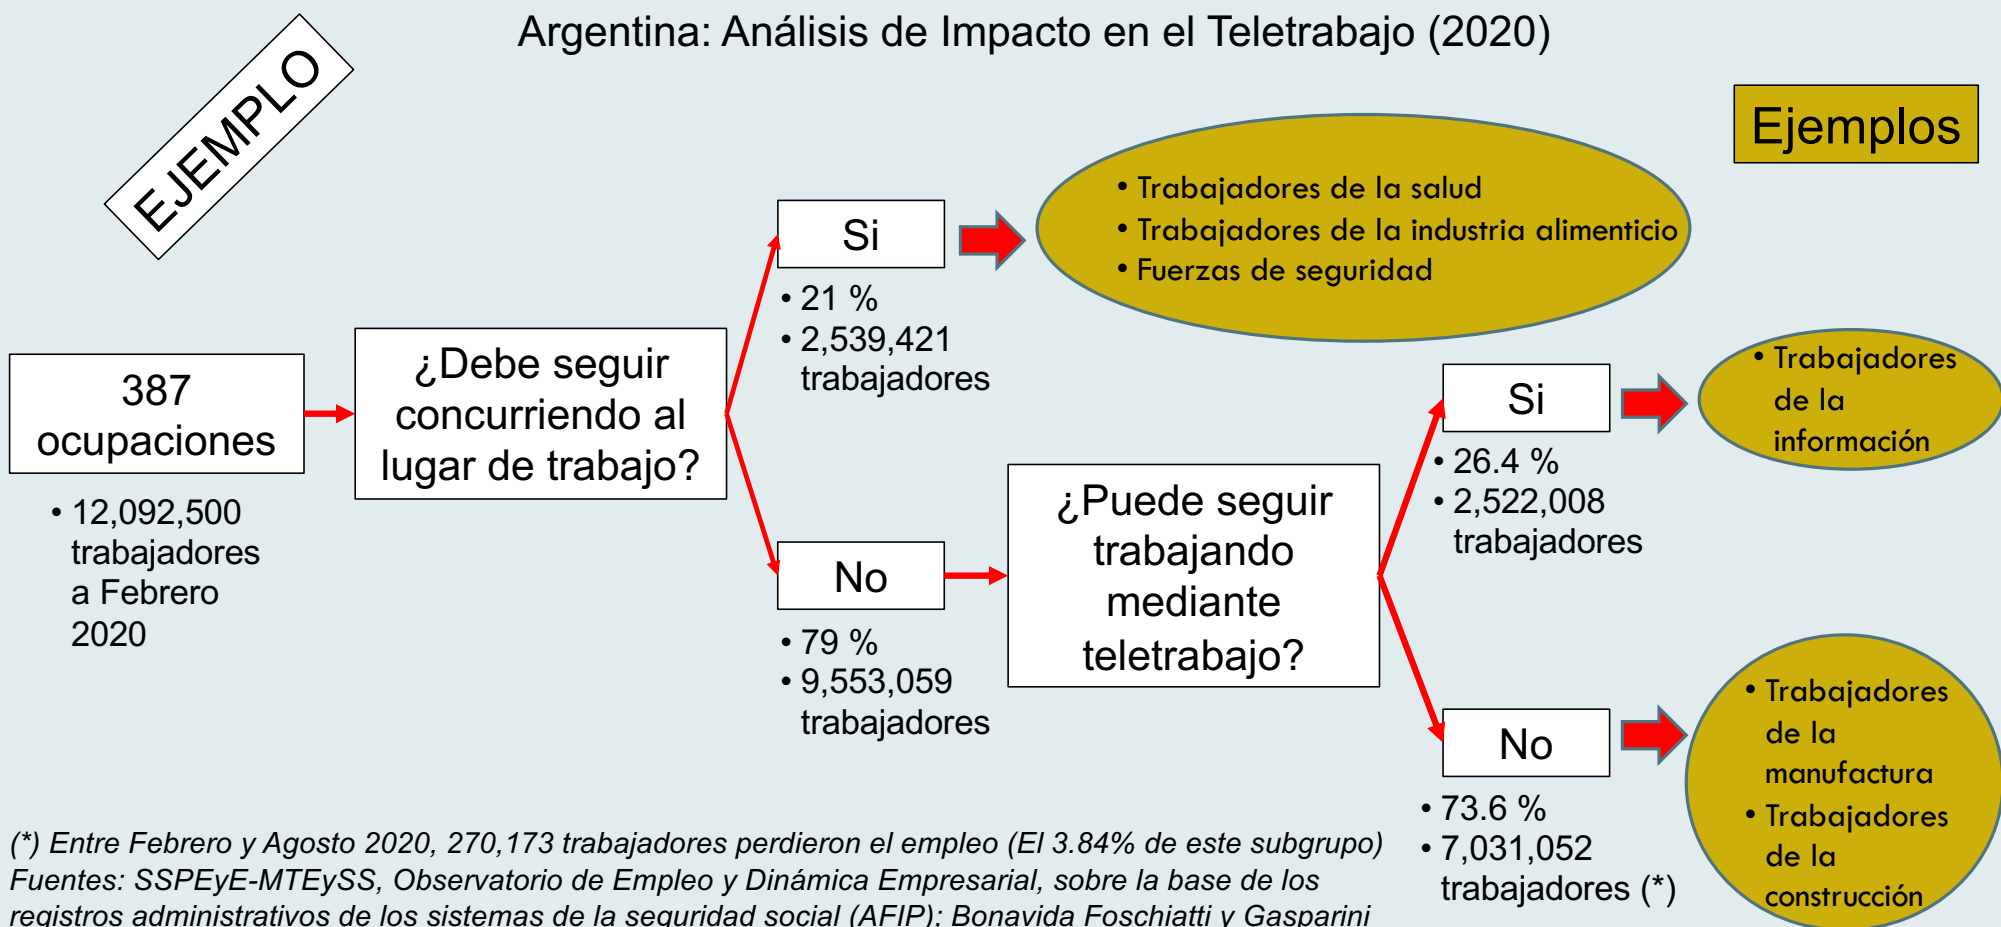 Argentina: Análisis de Impacto en el Teletrabajo (2020)
EJEMPLO
Ejemplos
387
ocupaciones
• 12,092,500
trabajadores
a Febrero
2020
¿Debe seguir
concurriendo al
lugar de trabajo?
Si
• 21 %
• 2,539,421
trabajadores
• Trabajadores de la salud
• Trabajadores de la industria alimenticio
• Fuerzas de seguridad
No
• 79 %
• 9,553,059
trabajadores
¿Puede seguir
trabajando
mediante
teletrabajo?
Si
• 26.4 %
• 2,522,008
trabajadores
• Trabajadores
de la
información
No
• 73.6 %
• 7,031,052
trabajadores (*)
• Trabajadores
de la
manufactura
• Trabajadores
de la
construcción
(*) Entre Febrero y Agosto 2020, 270,173 trabajadores perdieron el empleo (El 3.84% de este subgrupo)
Fuentes: SSPEyE-MTEySS, Observatorio de Empleo y Dinámica Empresarial, sobre la base de los
registros administrativos de los sistemas de la seguridad social (AFIP); Bonavida Foschiatti y Gasparini